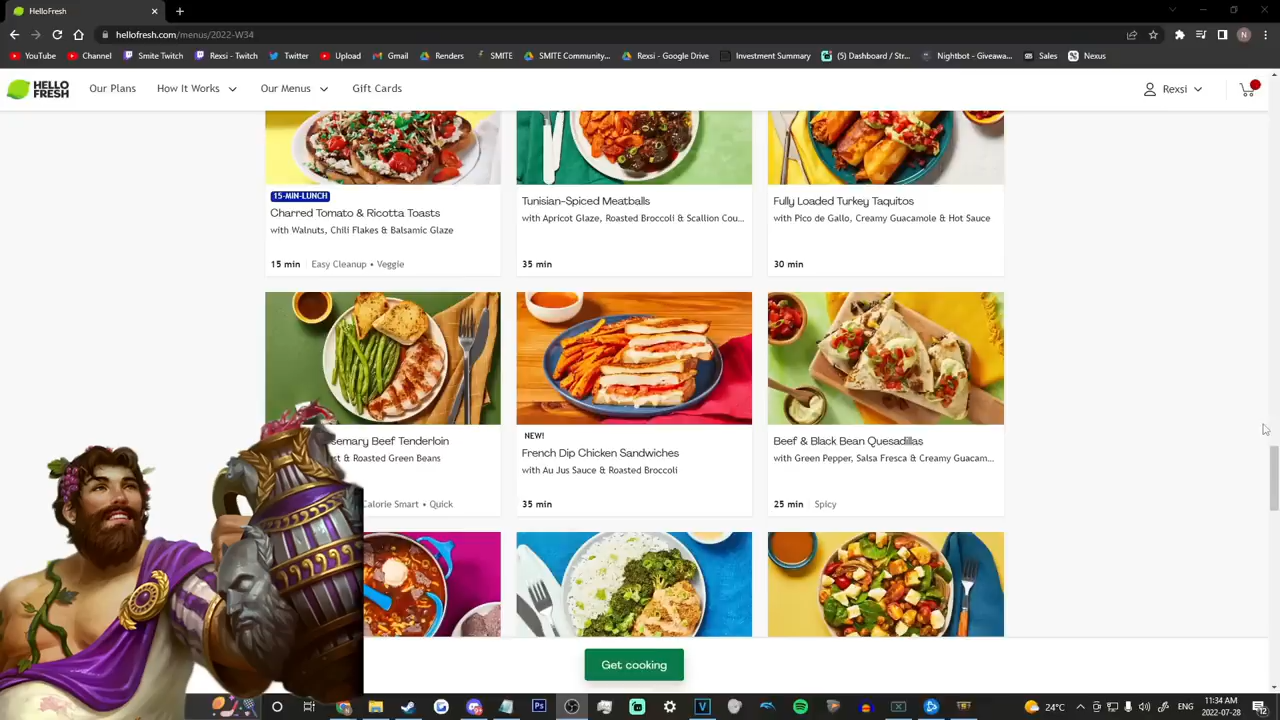 HelloFresh
hellofresh.com/menus/2022-W34
N
YouTube
Channel
Smite Twitch
Rexsi - Twitch
Twitter
Upload
Gmail
Renders
SMITE
SMITE Community...
Rexsi - Google Drive
Investment Summary
(5) Dashboard / Str...
Nightbot - Giveawa...
Sales
Nexus
HELLO
FRESH
Our Plans
How It Works
Our Menus
Gift Cards
Rexsi
15-MIN-LUNCH
Charred Tomato & Ricotta Toasts
with Walnuts, Chili Flakes & Balsamic Glaze
15 min
Easy Cleanup • Veggie
Tunisian-Spiced Meatballs
with Apricot Glaze, Roasted Broccoli & Scallion Cou...
35 min
Fully Loaded Turkey Taquitos
with Pico de Gallo, Creamy Guacamole & Hot Sauce
30 min
semary Beef Tenderloin
st & Roasted Green Beans
Calorie Smart • Quick
NEW!
French Dip Chicken Sandwiches
with Au Jus Sauce & Roasted Broccoli
35 min
Beef & Black Bean Quesadillas
with Green Pepper, Salsa Fresca & Creamy Guacam...
25 min
Spicy
Get cooking
24°C
ENG
11:34 AM
2022-07-28